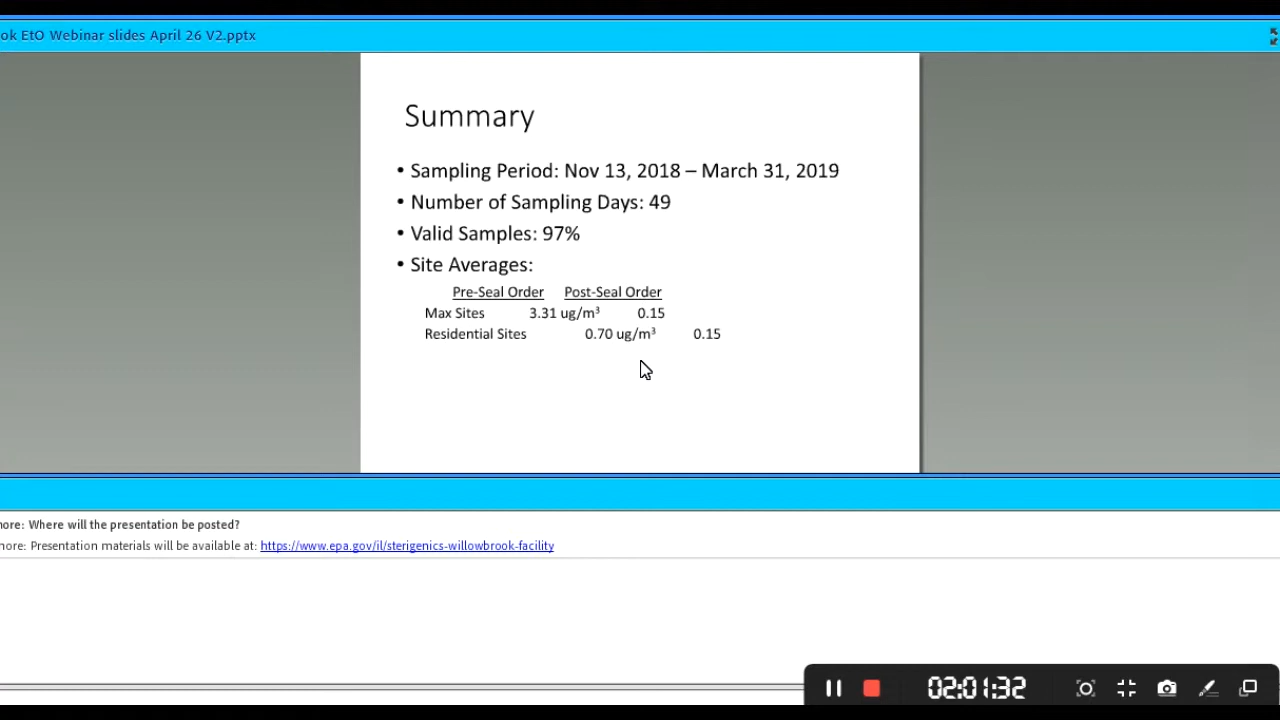 ok EtO Webinar slides April 26 V2.pptx
Summary
• Sampling Period: Nov 13, 2018 – March 31, 2019
• Number of Sampling Days: 49
• Valid Samples: 97%
• Site Averages:
Pre-Seal Order Post-Seal Order
Max Sites 3.31 ug/m³ 0.15
Residential Sites 0.70 ug/m³ 0.15
nore: Where will the presentation be posted?
nore: Presentation materials will be available at: https://www.epa.gov/il/sterigenics-willowbrook-facility
02:01:32